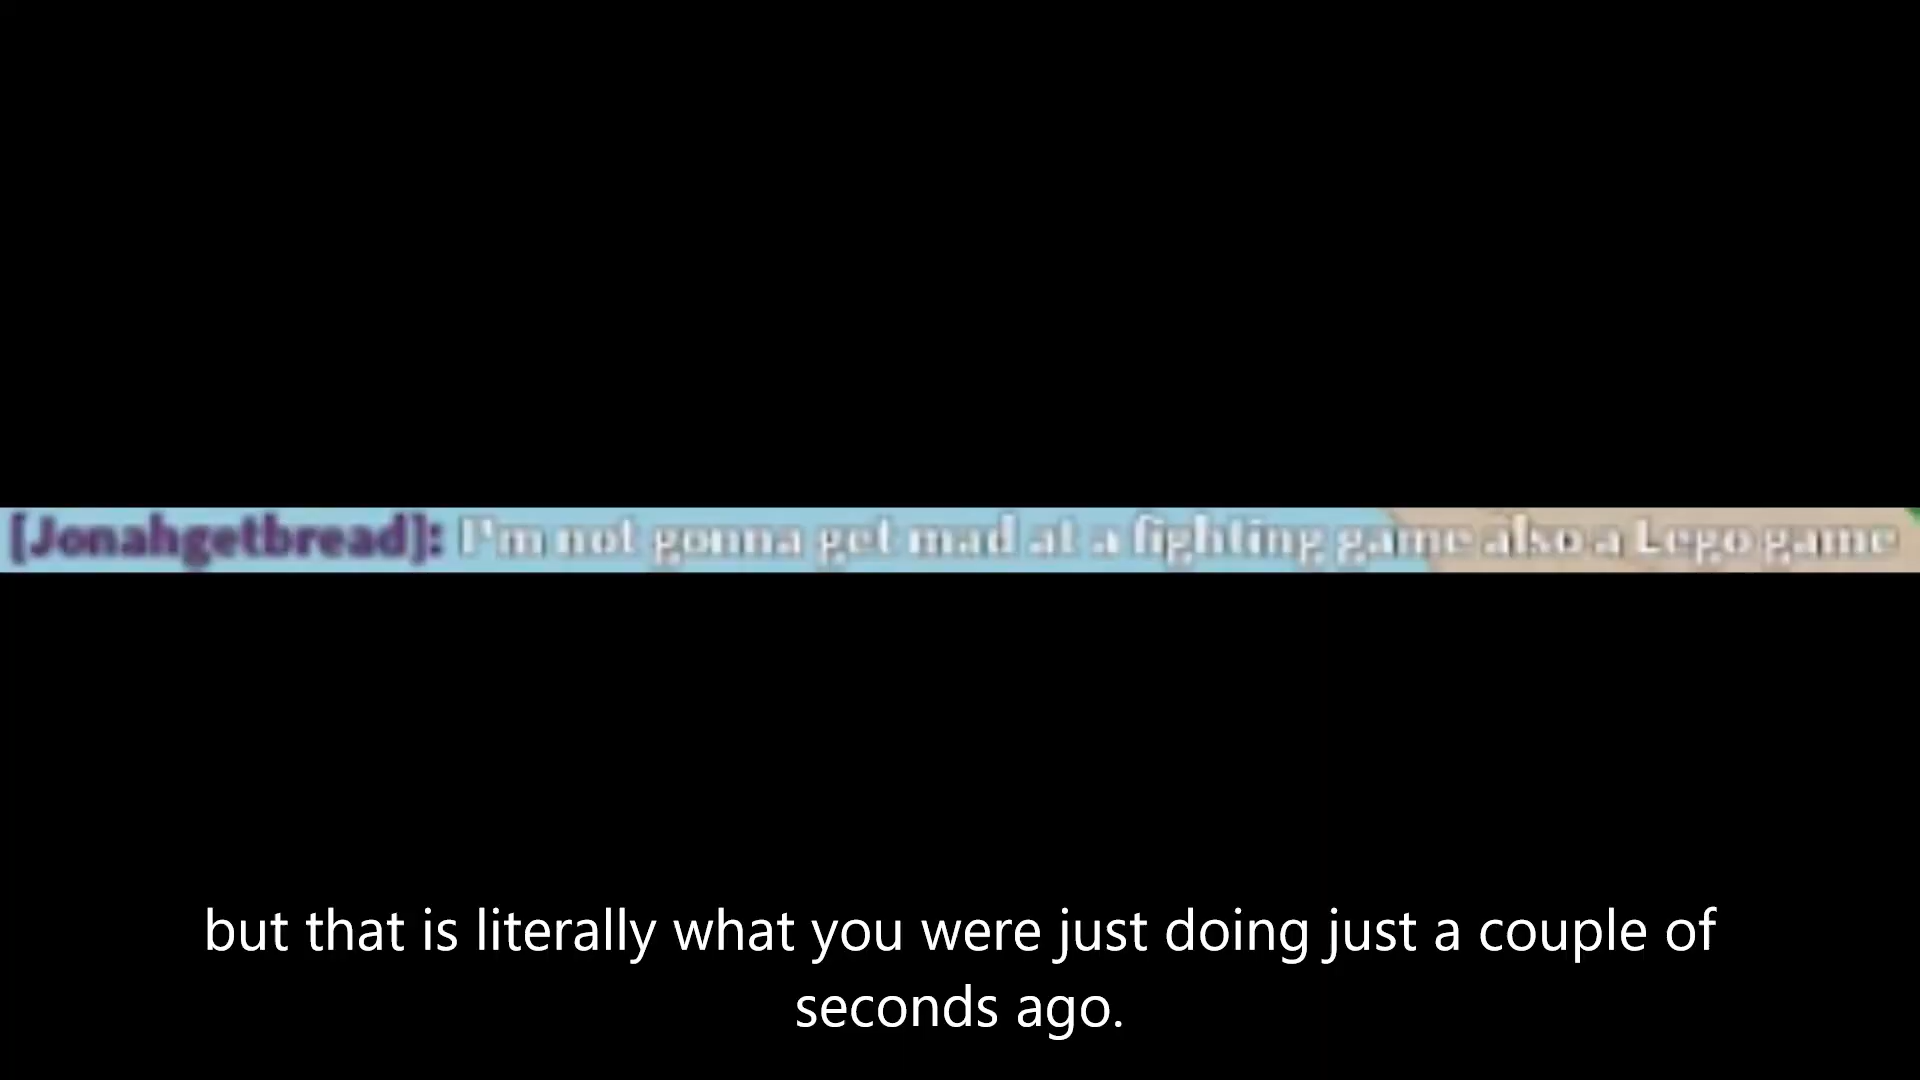 [Jonahgetbread]: I'm not gonna get mad at a fighting game also a Lego game
but that is literally what you were just doing just a couple of
seconds ago.